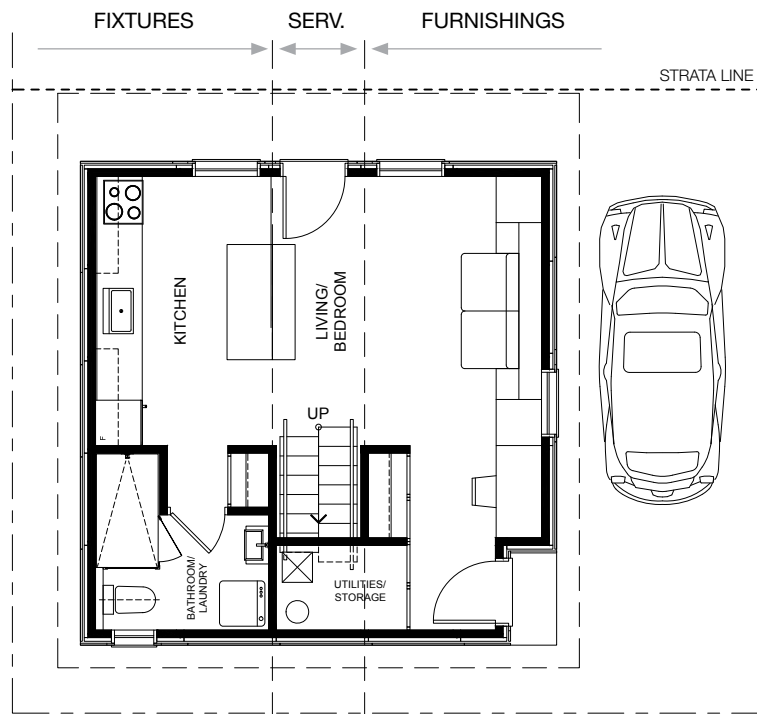 FIXTURES
SERV.
FURNISHINGS
STRATA LINE
KITCHEN
LIVING/
BEDROOM
UP
F
BATHROOM/
LAUNDRY
UTILITIES/
STORAGE